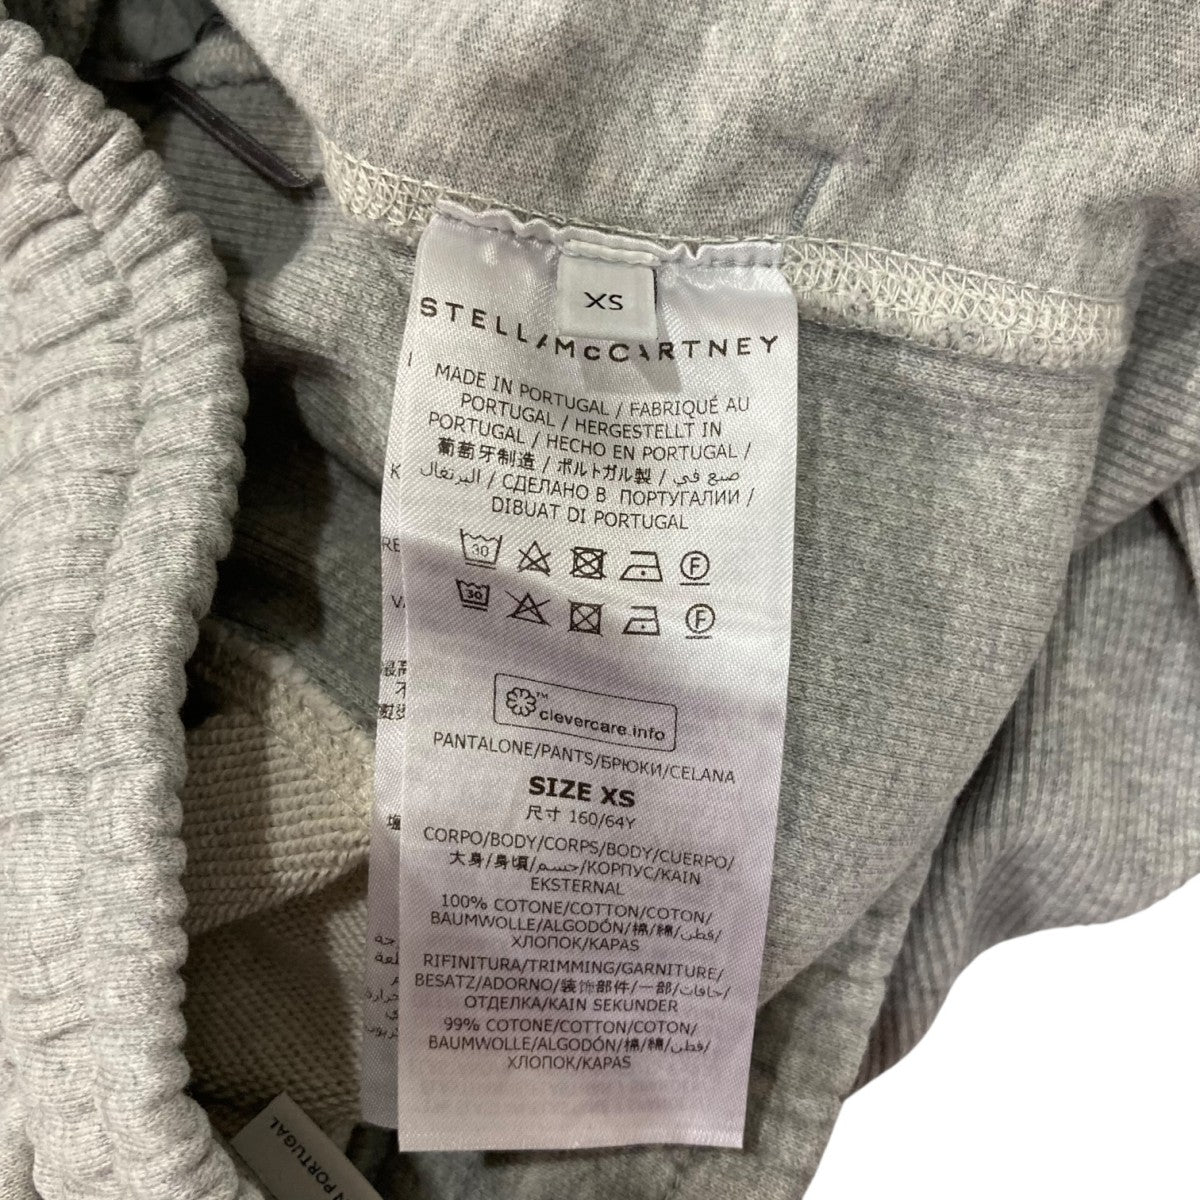 XS
STELLA McCARTNEY
MADE IN PORTUGAL / FABRIQUÉ AU
PORTUGAL / HERGESTELLT IN
PORTUGAL / HECHO EN PORTUGAL /
葡萄牙制造 / ポルトガル製 / صنع في
البرتغال / СДЕЛАНО В ПОРТУГАЛИИ /
DIBUAT DI PORTUGAL
30 F
30 F
™ clevercare.info
PANTALONE/PANTS/БРЮКИ/CELANA
SIZE XS
尺寸 160/64Y
CORPO/BODY/CORPS/BODY/CUERPO/
大身/身頃/جسم/КОРПУС/KAIN
EKSTERNAL
100% COTONE/COTTON/COTON/
BAUMWOLLE/ALGODÓN/棉/綿/قطن/
ХЛОПОК/KAPAS
RIFINITURA/TRIMMING/GARNITURE/
BESATZ/ADORNO/装饰部件/一部/حافات/
ОТДЕЛКА/KAIN SEKUNDER
99% COTONE/COTTON/COTON/
BAUMWOLLE/ALGODÓN/棉/綿/قطن/
ХЛОПОК/KAPAS
N PORTUGAL